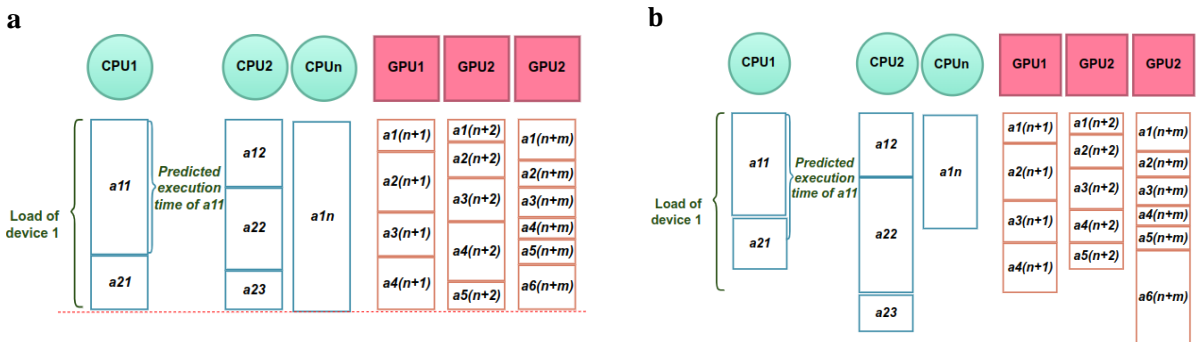 a
CPU1
CPU2
CPUn
GPU1
GPU2
GPU2
Load of
device 1
a11
a21
Predicted
execution
time of a11
a12
a22
a23
a1n
a1(n+1)
a2(n+1)
a3(n+1)
a4(n+1)
a1(n+2)
a2(n+2)
a3(n+2)
a4(n+2)
a5(n+2)
a1(n+m)
a2(n+m)
a3(n+m)
a4(n+m)
a5(n+m)
a6(n+m)
b
CPU1
CPU2
CPUn
GPU1
GPU2
GPU2
Load of
device 1
a11
a21
Predicted
execution
time of a11
a12
a22
a23
a1n
a1(n+1)
a2(n+1)
a3(n+1)
a4(n+1)
a1(n+2)
a2(n+2)
a3(n+2)
a4(n+2)
a5(n+2)
a1(n+m)
a2(n+m)
a3(n+m)
a4(n+m)
a5(n+m)
a6(n+m)